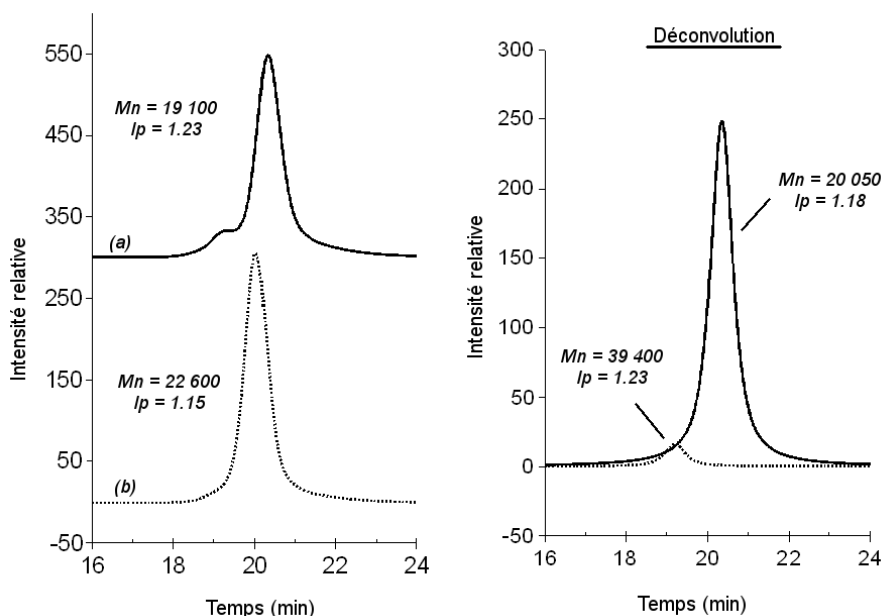 550
450
350
250
150
50
-50
Intensité relative
Mn = 19 100
Ip = 1.23
(a)
Mn = 22 600
Ip = 1.15
(b)
16 18 20 22 24
Temps (min)
Déconvolution
300
250
200
150
100
50
0
-50
Intensité relative
Mn = 20 050
Ip = 1.18
Mn = 39 400
Ip = 1.23
16 18 20 22 24
Temps (min)